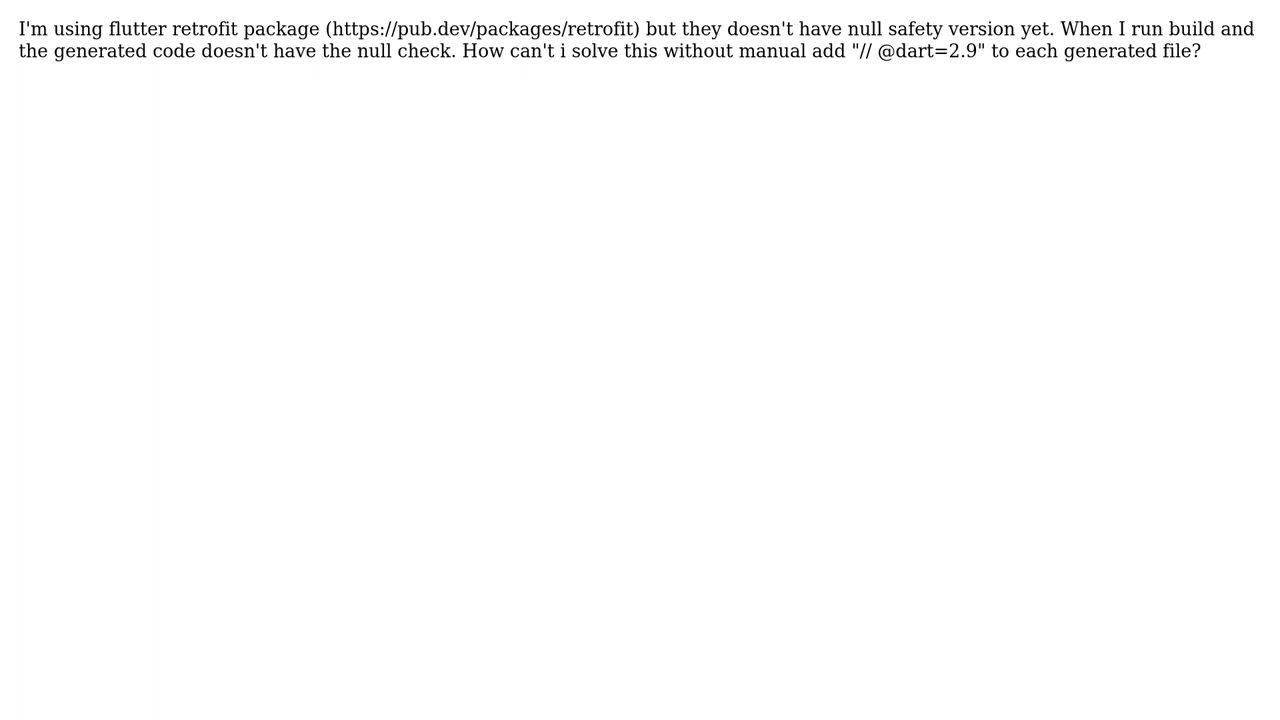 I'm using flutter retrofit package (https://pub.dev/packages/retrofit) but they doesn't have null safety version yet. When I run build and
the generated code doesn't have the null check. How can't i solve this without manual add "// @dart=2.9" to each generated file?